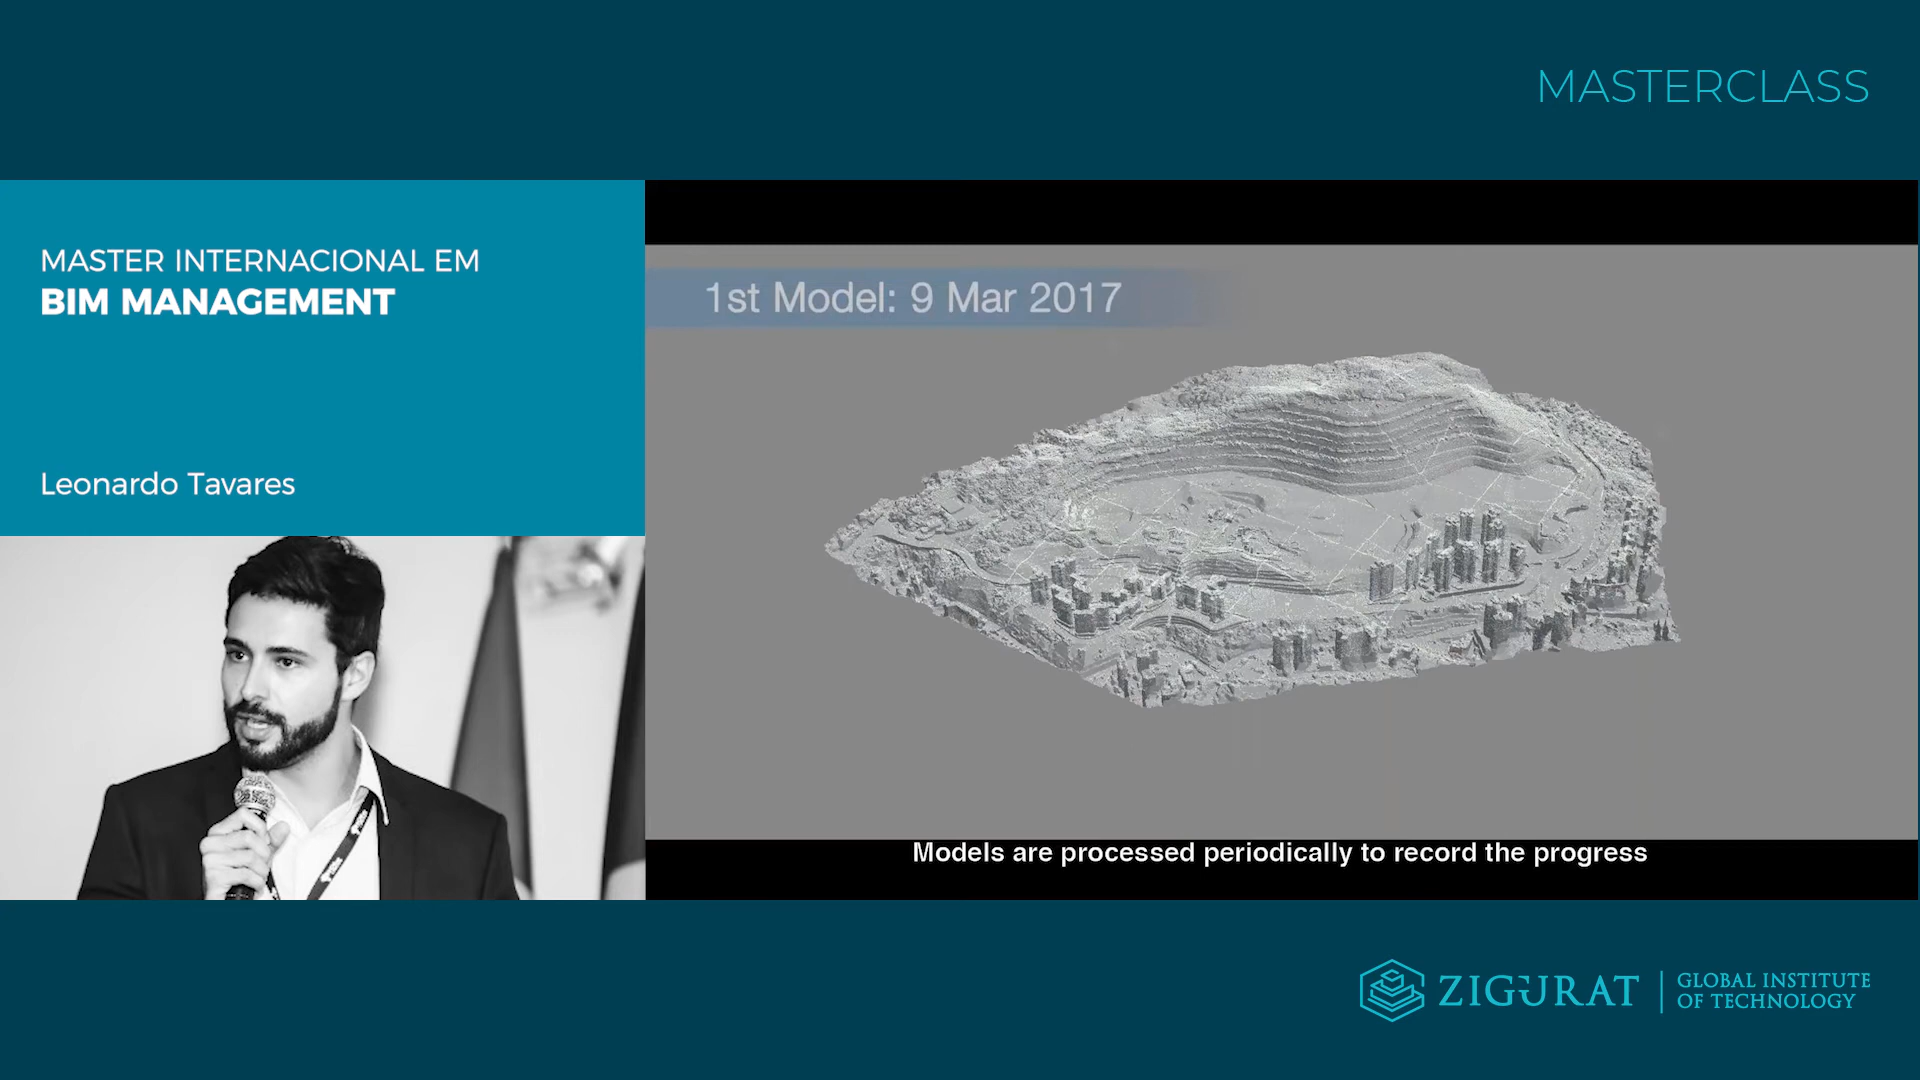 MASTERCLASS
MASTER INTERNACIONAL EM
BIM MANAGEMENT
Leonardo Tavares
1st Model: 9 Mar 2017
Models are processed periodically to record the progress
ZIGURAT
GLOBAL INSTITUTE
OF TECHNOLOGY